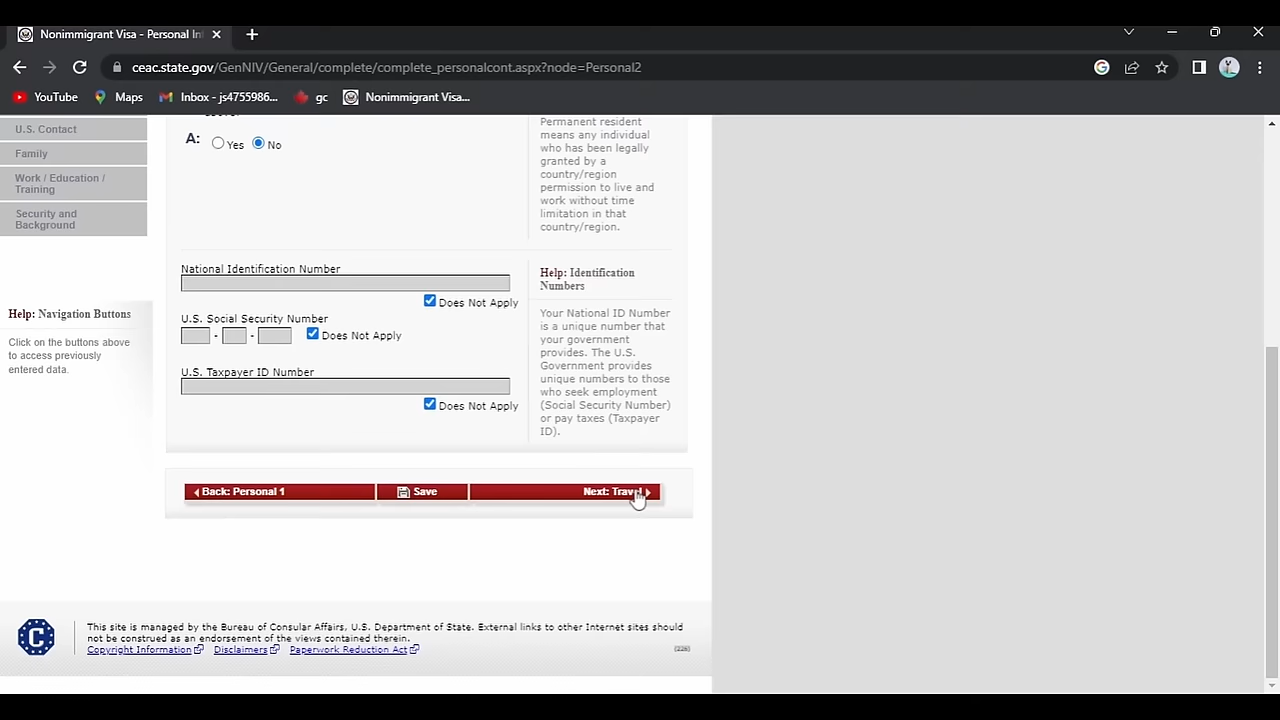 Nonimmigrant Visa - Personal In
ceac.state.gov/GenNIV/General/complete/complete_personalcont.aspx?node=Personal2
YouTube
Maps
Inbox - js4755986...
gc
Nonimmigrant Visa...
U.S. Contact
Family
Work / Education /
Training
Security and
Background
Help: Navigation Buttons
Click on the buttons above
to access previously
entered data.
A: Yes No
Permanent resident
means any individual
who has been legally
granted by a
country/region
permission to live and
work without time
limitation in that
country/region.
National Identification Number
Does Not Apply
U.S. Social Security Number
- - Does Not Apply
U.S. Taxpayer ID Number
Does Not Apply
Help: Identification
Numbers
Your National ID Number
is a unique number that
your government
provides. The U.S.
Government provides
unique numbers to those
who seek employment
(Social Security Number)
or pay taxes (Taxpayer
ID).
Back: Personal 1
Save
Next: Travel
C
This site is managed by the Bureau of Consular Affairs, U.S. Department of State. External links to other Internet sites should
not be construed as an endorsement of the views contained therein.
Copyright Information Disclaimers Paperwork Reduction Act